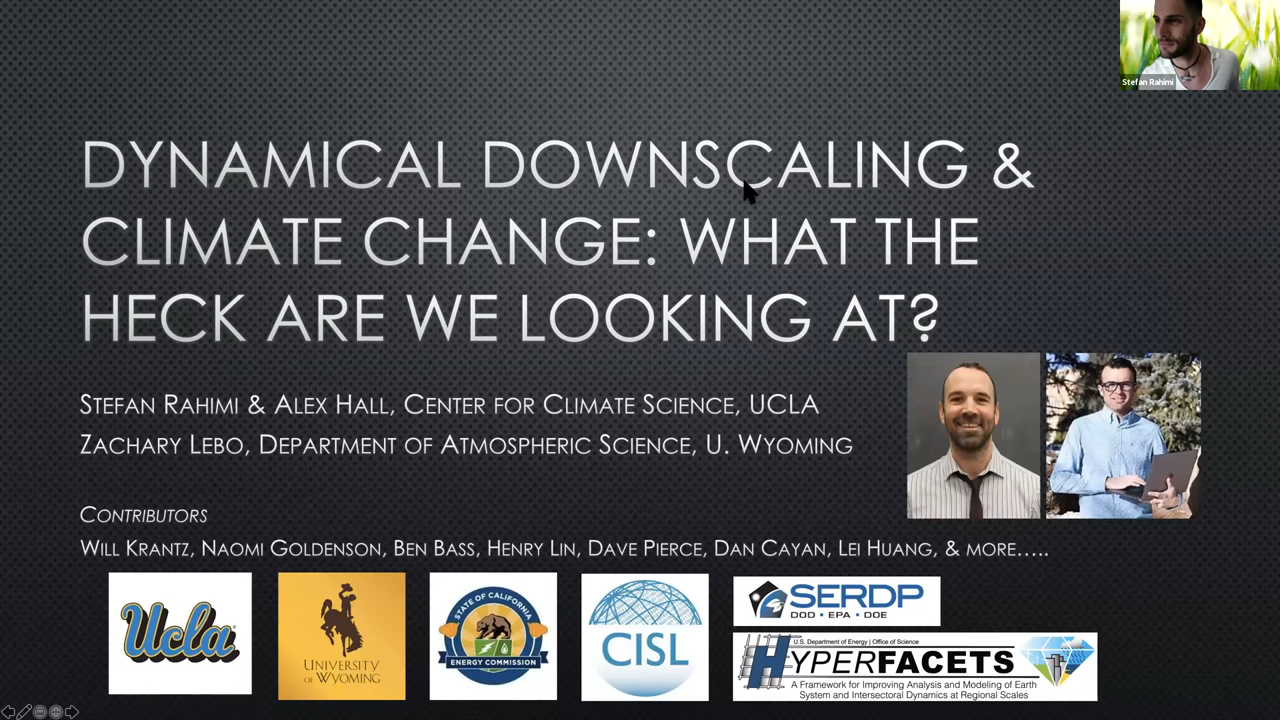 Stefan Rahimi
DYNAMICAL DOWNSCALING &
CLIMATE CHANGE: WHAT THE
HECK ARE WE LOOKING AT?
STEFAN RAHIMI & ALEX HALL, CENTER FOR CLIMATE SCIENCE, UCLA
ZACHARY LEBO, DEPARTMENT OF ATMOSPHERIC SCIENCE, U. WYOMING
CONTRIBUTORS
WILL KRANTZ, NAOMI GOLDENSON, BEN BASS, HENRY LIN, DAVE PIERCE, DAN CAYAN, LEI HUANG, & MORE…..
Ucla
UNIVERSITY
OF WYOMING
STATE OF CALIFORNIA
ENERGY COMMISSION
CISL
SERDP
DOD • EPA • DOE
U.S. Department of Energy | Office of Science
HYPERFACETS
A Framework for Improving Analysis and Modeling of Earth
System and Intersectoral Dynamics at Regional Scales